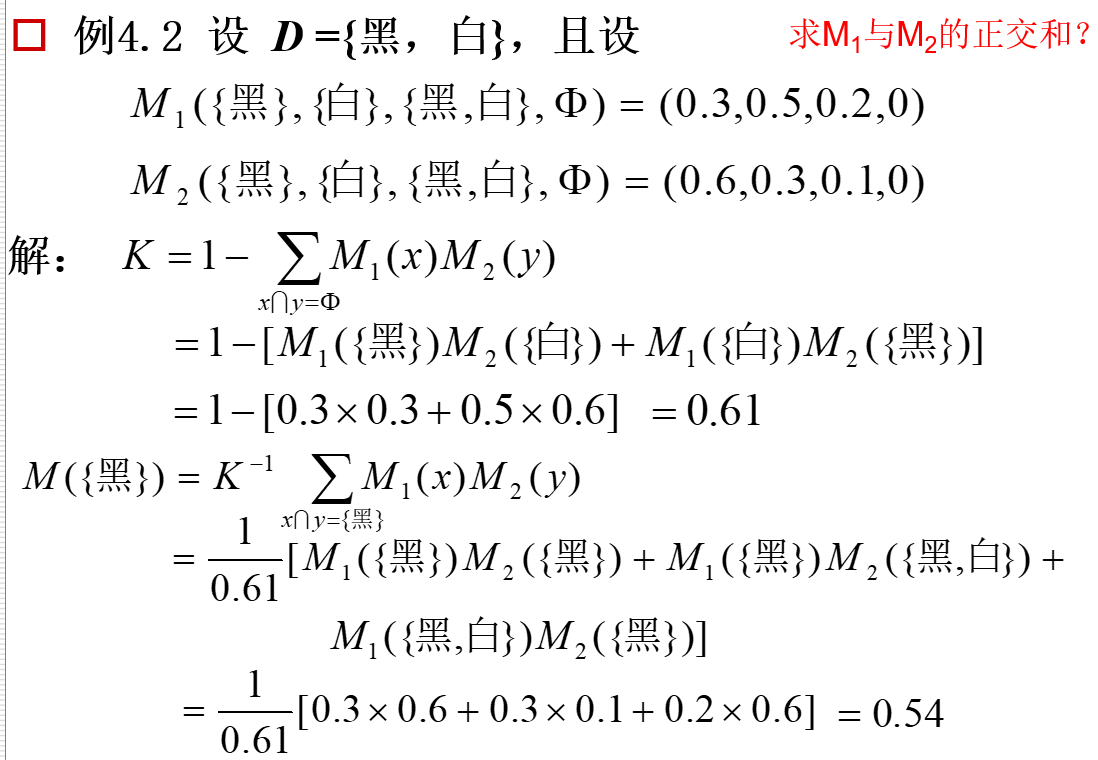 例4.2 设 D ={黑，白}，且设
求M₁与M₂的正交和？
M₁({黑},{白},{黑,白},Φ) = (0.3,0.5,0.2,0)
M₂({黑},{白},{黑,白},Φ) = (0.6,0.3,0.1,0)
解： K = 1 − ∑ M₁(x)M₂(y)
x∩y=Φ
= 1 − [M₁({黑})M₂({白}) + M₁({白})M₂({黑})]
= 1 − [0.3×0.3 + 0.5×0.6] = 0.61
M({黑}) = K⁻¹ ∑ M₁(x)M₂(y)
x∩y={黑}
= 1/0.61 [M₁({黑})M₂({黑}) + M₁({黑})M₂({黑,白}) +
M₁({黑,白})M₂({黑})]
= 1/0.61 [0.3×0.6 + 0.3×0.1 + 0.2×0.6] = 0.54